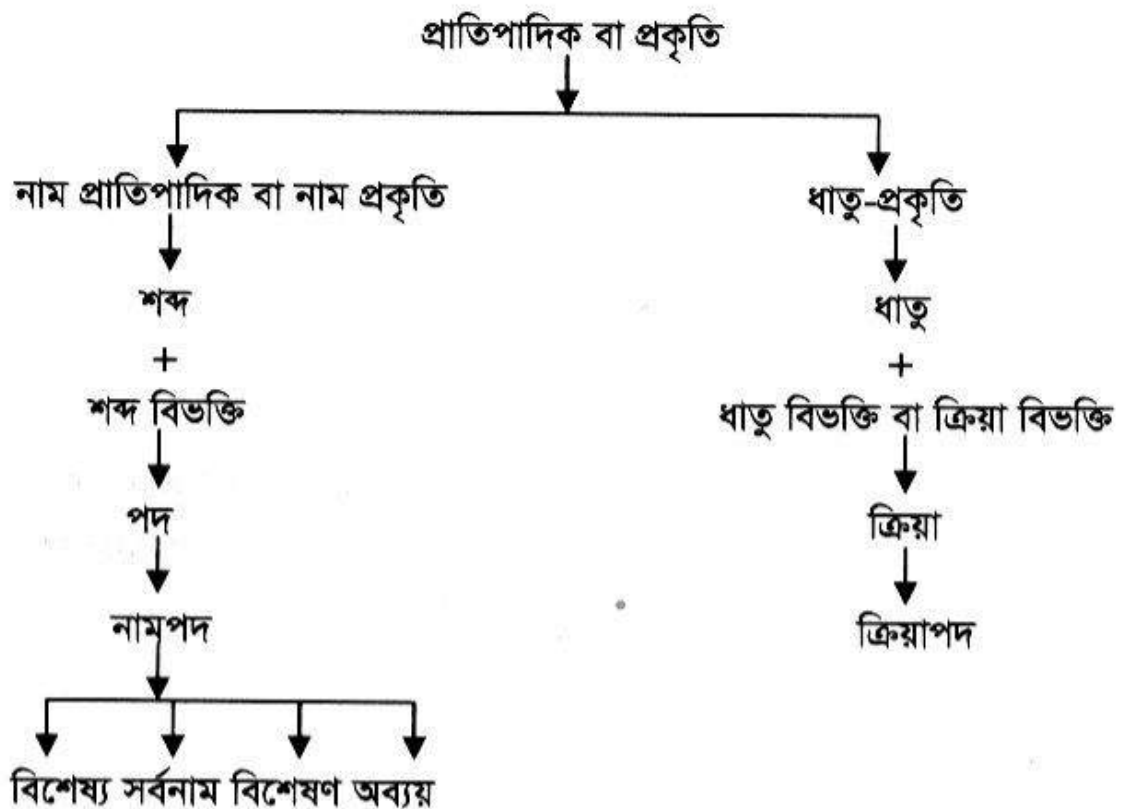 প্রাতিপাদিক বা প্রকৃতি
নাম প্রাতিপাদিক বা নাম প্রকৃতি
ধাতু-প্রকৃতি
শব্দ
ধাতু
+
+
শব্দ বিভক্তি
ধাতু বিভক্তি বা ক্রিয়া বিভক্তি
পদ
ক্রিয়া
নামপদ
ক্রিয়াপদ
বিশেষ্য সর্বনাম বিশেষণ অব্যয়